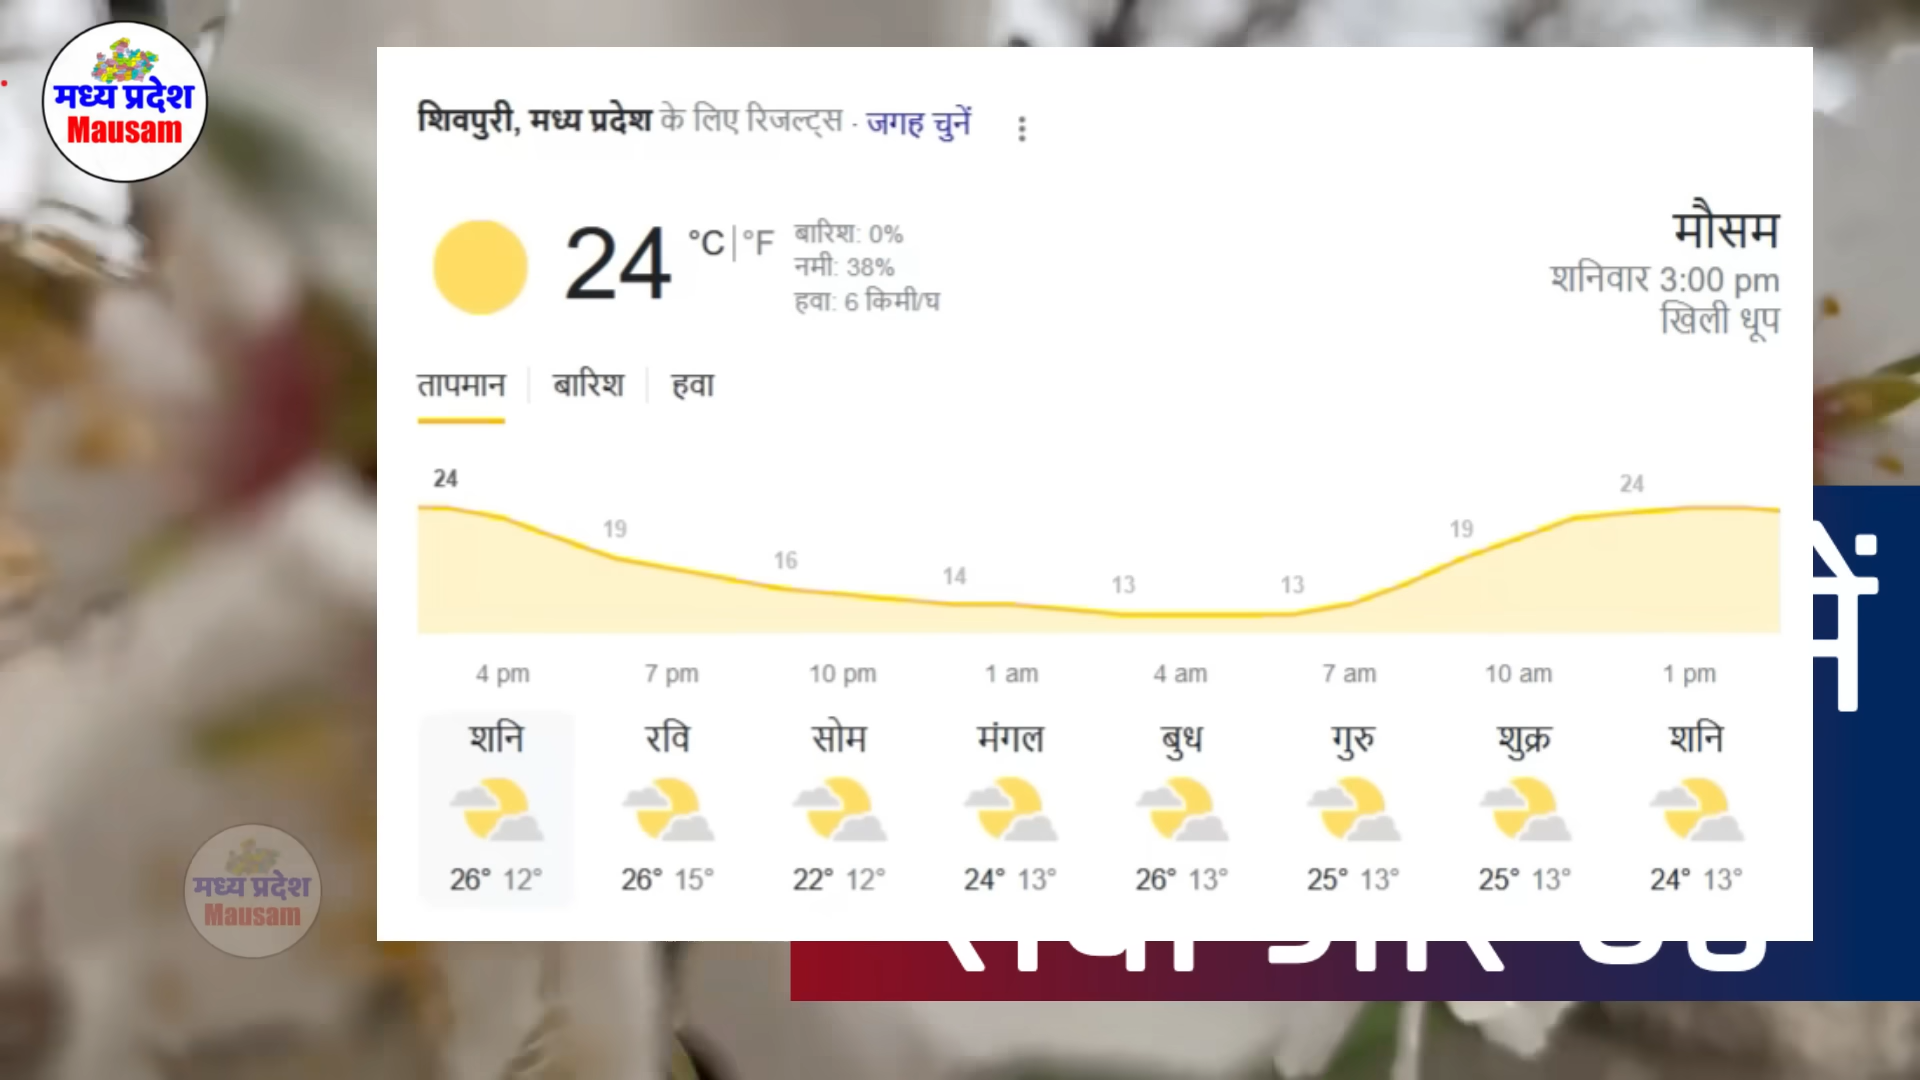 मध्य प्रदेश
Mausam
शिवपुरी, मध्य प्रदेश के लिए रिजल्ट्स · जगह चुनें
24 °C|°F
बारिश: 0%
नमी: 38%
हवा: 6 किमी/घ
मौसम
शनिवार 3:00 pm
खिली धूप
तापमान बारिश हवा
24 19 16 14 13 13 19 24
4 pm 7 pm 10 pm 1 am 4 am 7 am 10 am 1 pm
शनि रवि सोम मंगल बुध गुरु शुक्र शनि
26° 12° 26° 15° 22° 12° 24° 13° 26° 13° 25° 13° 25° 13° 24° 13°
मध्य प्रदेश
Mausam